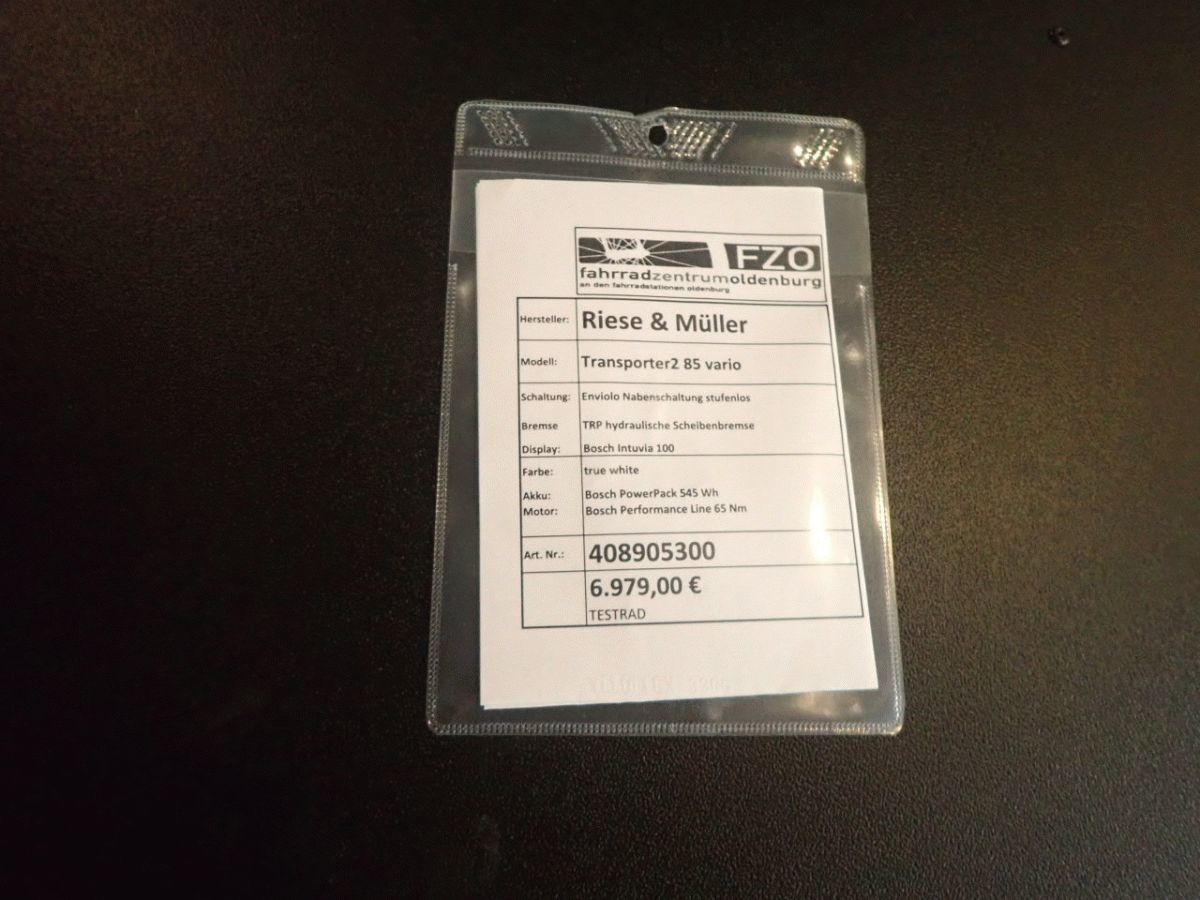 FZO
fahrradzentrumoldenburg
an den fahrradstationen oldenburg
Hersteller: Riese & Müller
Modell: Transporter2 85 vario
Schaltung: Enviolo Nabenschaltung stufenlos
Bremse TRP hydraulische Scheibenbremse
Display: Bosch Intuvia 100
Farbe: true white
Akku: Bosch PowerPack 545 Wh
Motor: Bosch Performance Line 65 Nm
Art. Nr.: 408905300
6.979,00 €
TESTRAD